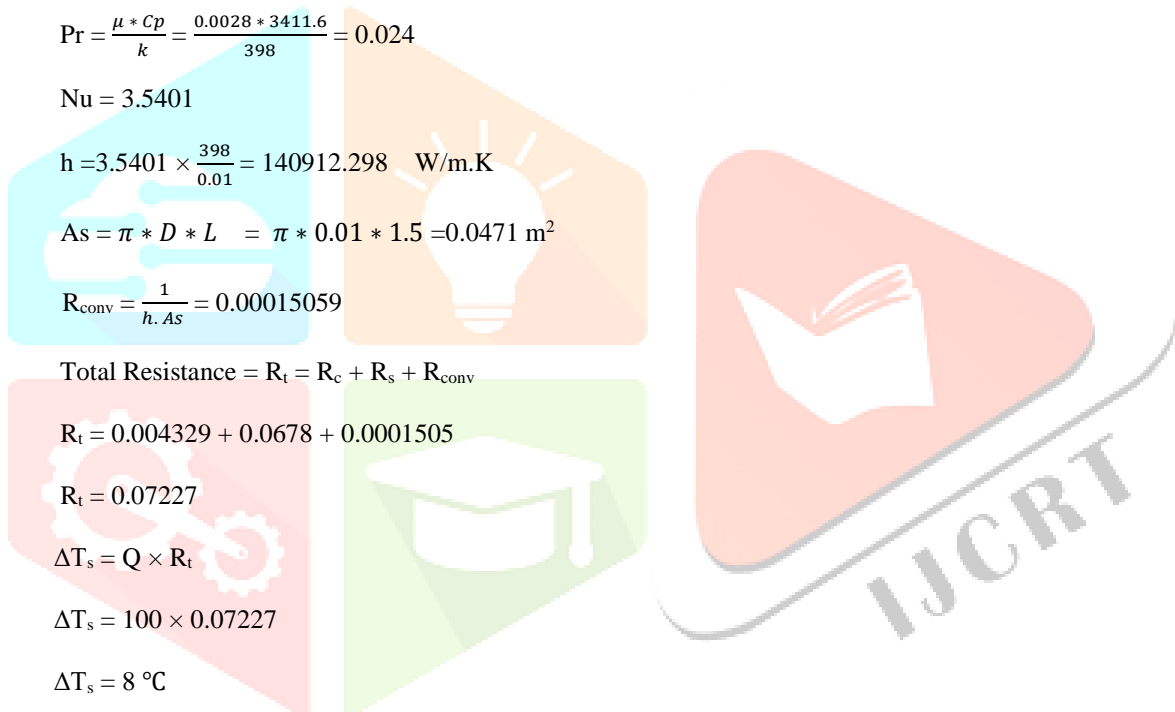 Pr = μ * Cp / k = 0.0028 * 3411.6 / 398 = 0.024
Nu = 3.5401
h =3.5401 × 398 / 0.01 = 140912.298 W/m.K
As = π * D * L = π * 0.01 * 1.5 =0.0471 m²
Rconv = 1 / h. As = 0.00015059
Total Resistance = Rt = Rc + Rs + Rconv
Rt = 0.004329 + 0.0678 + 0.0001505
Rt = 0.07227
ΔTs = Q × Rt
ΔTs = 100 × 0.07227
ΔTs = 8 ℃
IJCRT